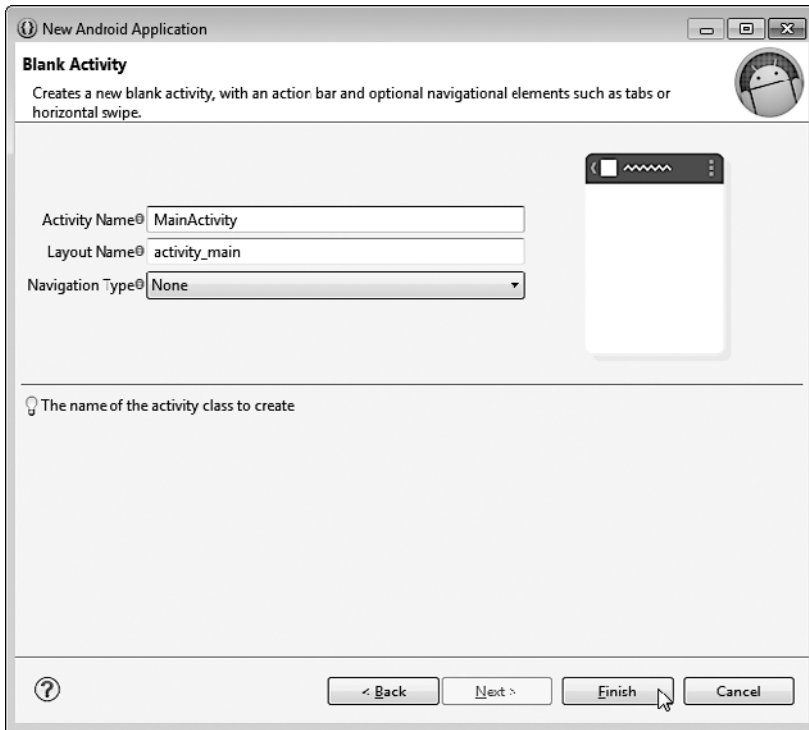 New Android Application
Blank Activity
Creates a new blank activity, with an action bar and optional navigational elements such as tabs or
horizontal swipe.
Activity Name MainActivity
Layout Name activity_main
Navigation Type None
The name of the activity class to create
?
< Back Next > Finish Cancel